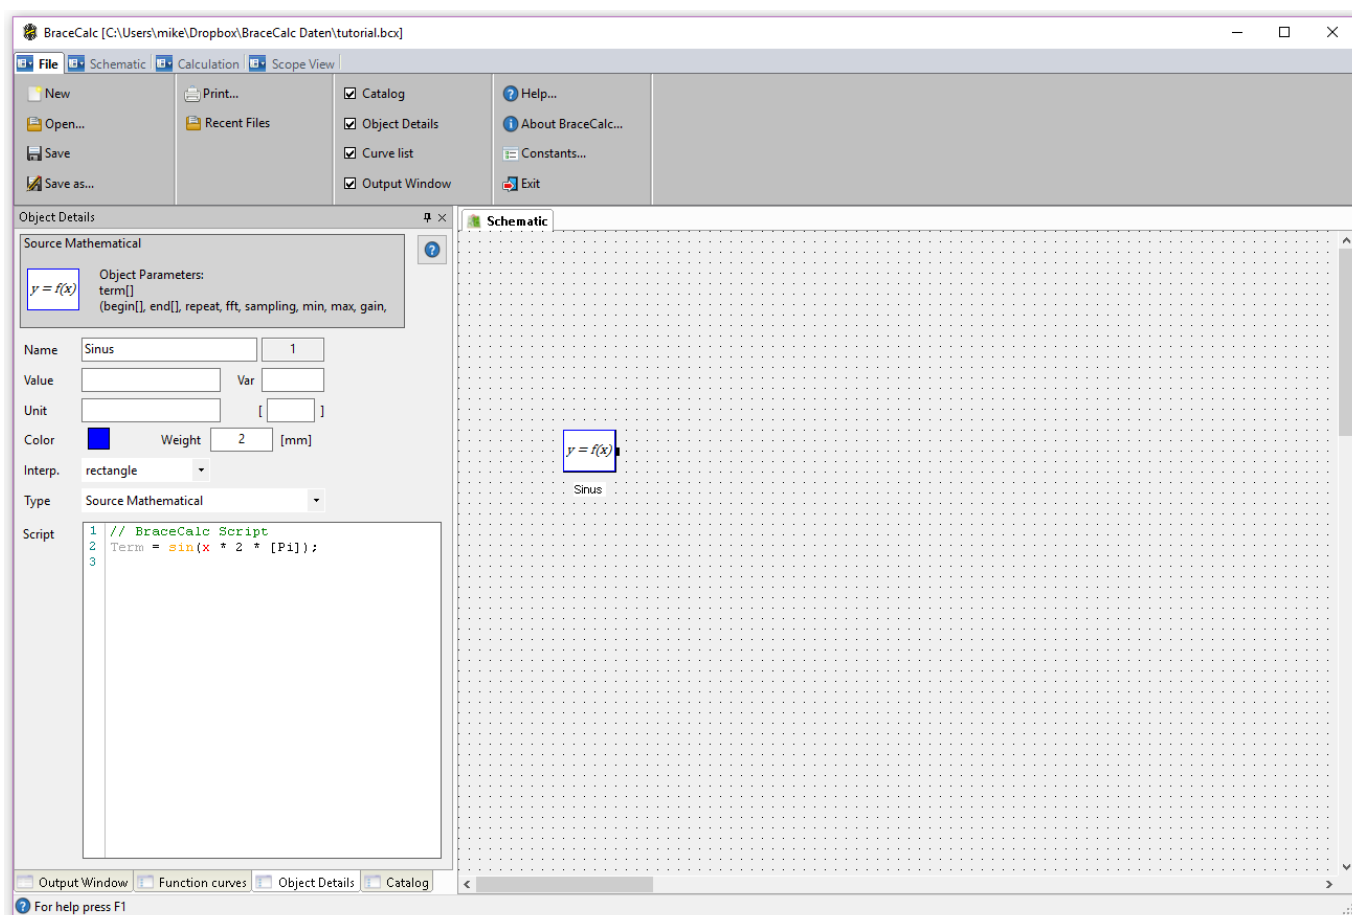 BraceCalc [C:\Users\mike\Dropbox\BraceCalc Daten\tutorial.bcx]
File Schematic Calculation Scope View
New Print... Catalog Help...
Open... Recent Files Object Details About BraceCalc...
Save Curve list Constants...
Save as... Output Window Exit
Object Details
Schematic
Source Mathematical
y = f(x)
Object Parameters:
term[]
(begin[], end[], repeat, fft, sampling, min, max, gain,
Name Sinus 1
Value Var
Unit [ ]
Color Weight 2 [mm]
Interp. rectangle
Type Source Mathematical
Script
1 // BraceCalc Script
2 Term = sin(x * 2 * [Pi]);
3
y = f(x)
Sinus
Output Window Function curves Object Details Catalog
For help press F1